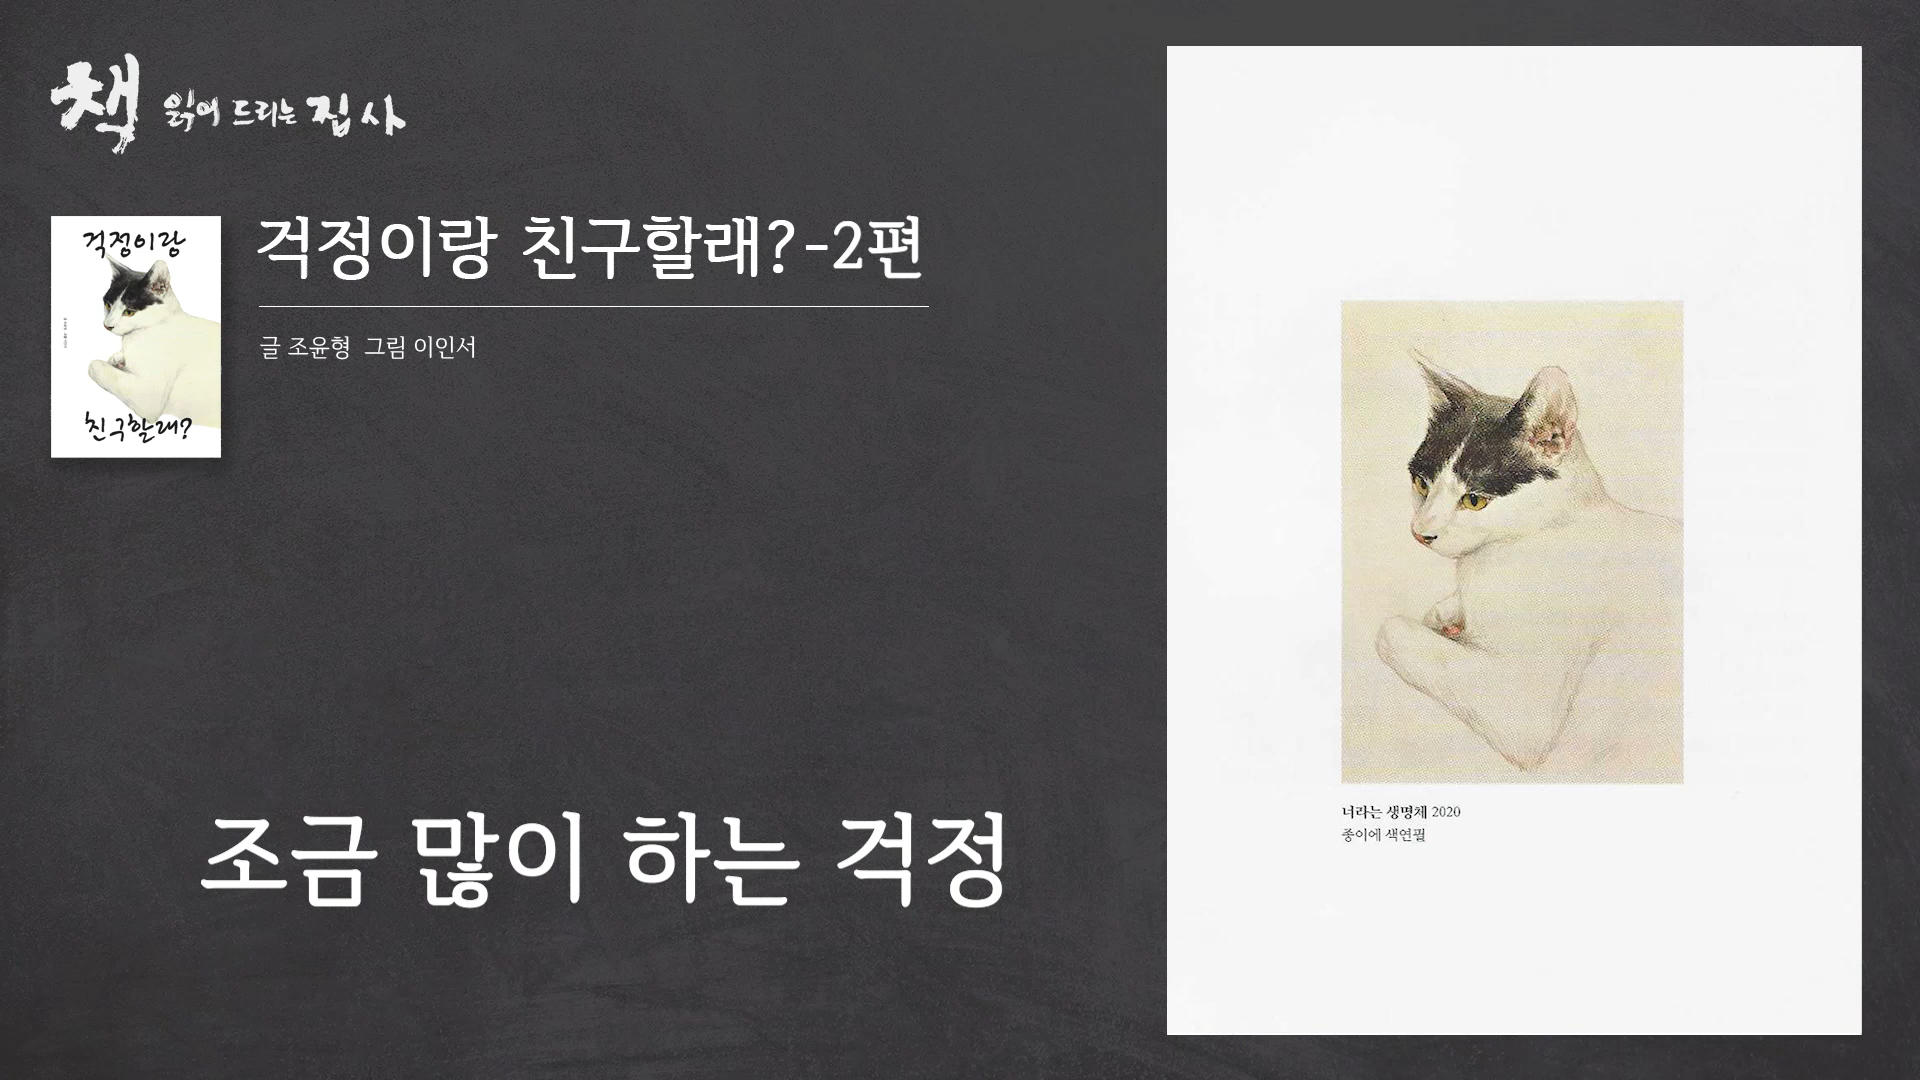 책 읽어 드리는 집사
걱정이랑
친구할래?
걱정이랑 친구할래?-2편
글 조윤형 그림 이인서
조금 많이 하는 걱정
너라는 생명체 2020
종이에 색연필